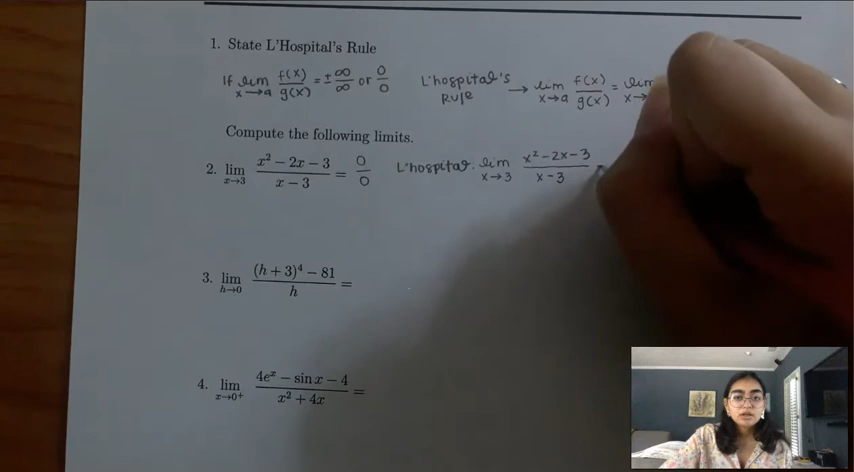 1. State L'Hospital's Rule
If lim x→a f(x)/g(x) = ±∞/∞ or 0/0 L'hospital's Rule → lim x→a f(x)/g(x) = lim x→
Compute the following limits.
2. lim x→3 (x² − 2x − 3)/(x − 3) = 0/0 L'hospital: lim x→3 (x² − 2x − 3)/(x − 3) =
3. lim h→0 ((h + 3)⁴ − 81)/h =
4. lim x→0⁺ (4eˣ − sin x − 4)/(x² + 4x) =